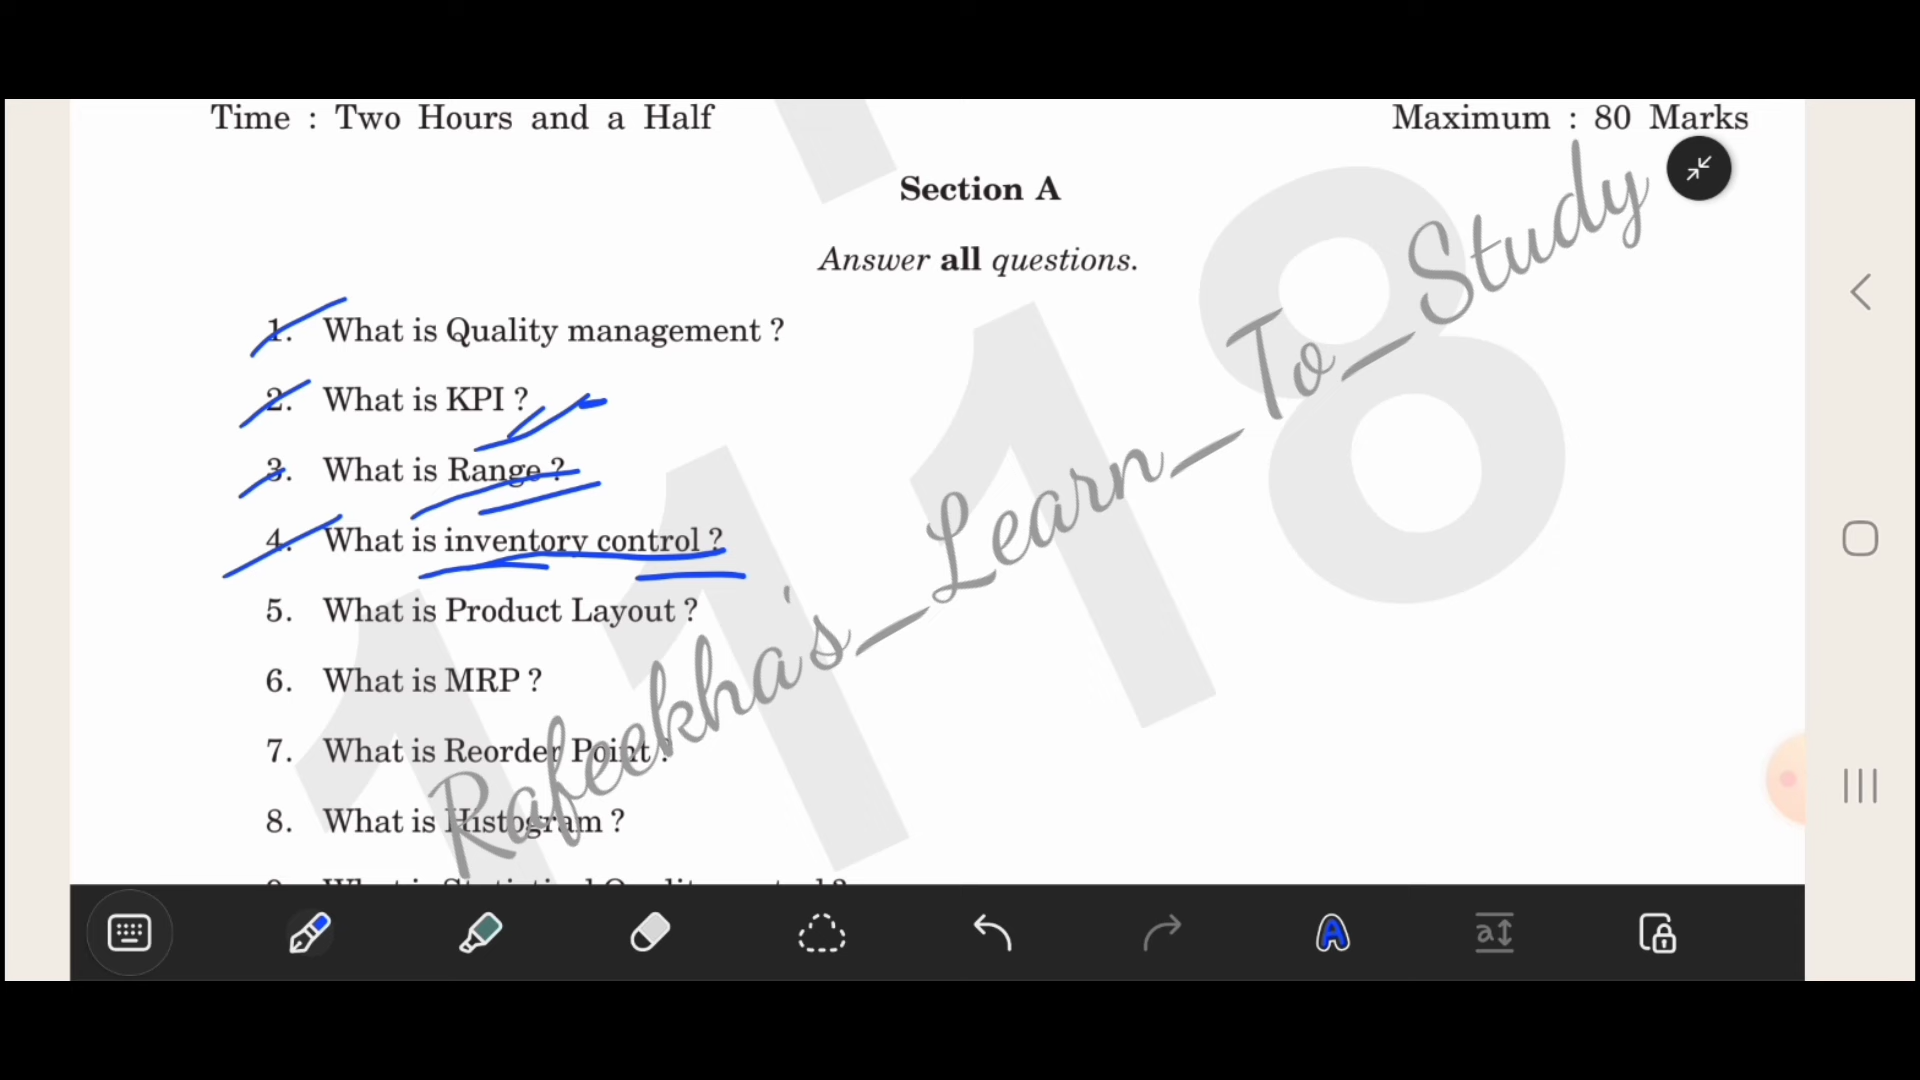 Time : Two Hours and a Half
Maximum : 80 Marks
Section A
Answer all questions.
1. What is Quality management ?
2. What is KPI ?
3. What is Range ?
4. What is inventory control ?
5. What is Product Layout ?
6. What is MRP ?
7. What is Reorder Point ?
8. What is Histogram ?
Rafeekha's_Learn_To_Study
118
A
a